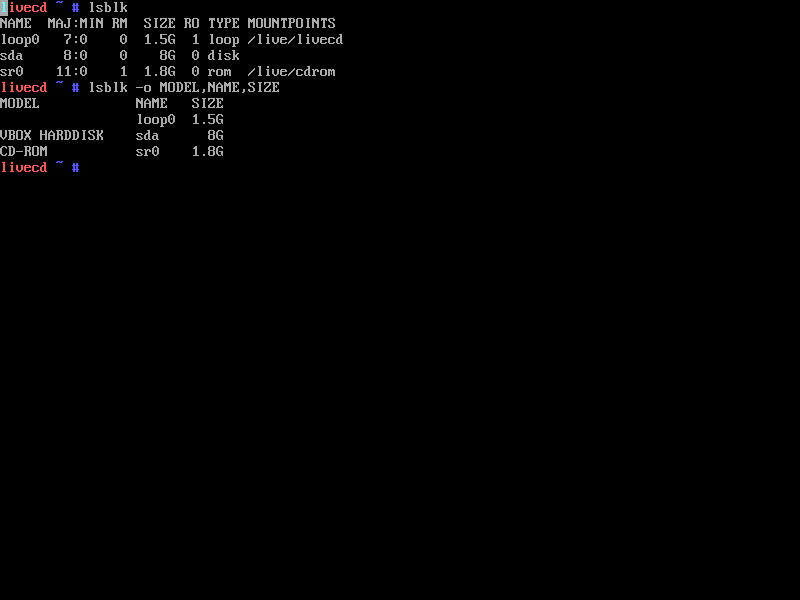 livecd ~ # lsblk
NAME  MAJ:MIN RM  SIZE RO TYPE MOUNTPOINTS
loop0   7:0    0  1.5G  1 loop /live/livecd
sda     8:0    0    8G  0 disk
sr0    11:0    1  1.8G  0 rom  /live/cdrom
livecd ~ # lsblk -o MODEL,NAME,SIZE
MODEL            NAME   SIZE
                 loop0  1.5G
VBOX HARDDISK    sda      8G
CD-ROM           sr0    1.8G
livecd ~ #